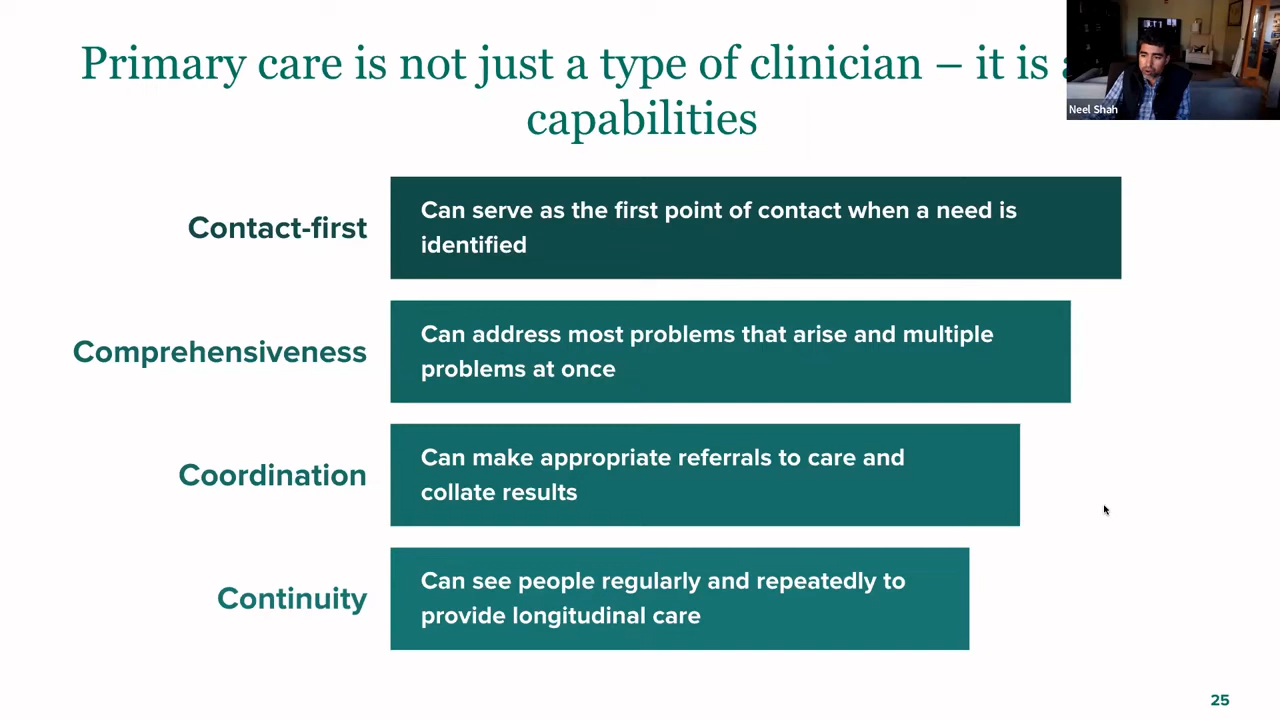 Primary care is not just a type of clinician – it is
capabilities
Neel Shah
Contact-first
Can serve as the first point of contact when a need is
identified
Comprehensiveness
Can address most problems that arise and multiple
problems at once
Coordination
Can make appropriate referrals to care and
collate results
Continuity
Can see people regularly and repeatedly to
provide longitudinal care
25